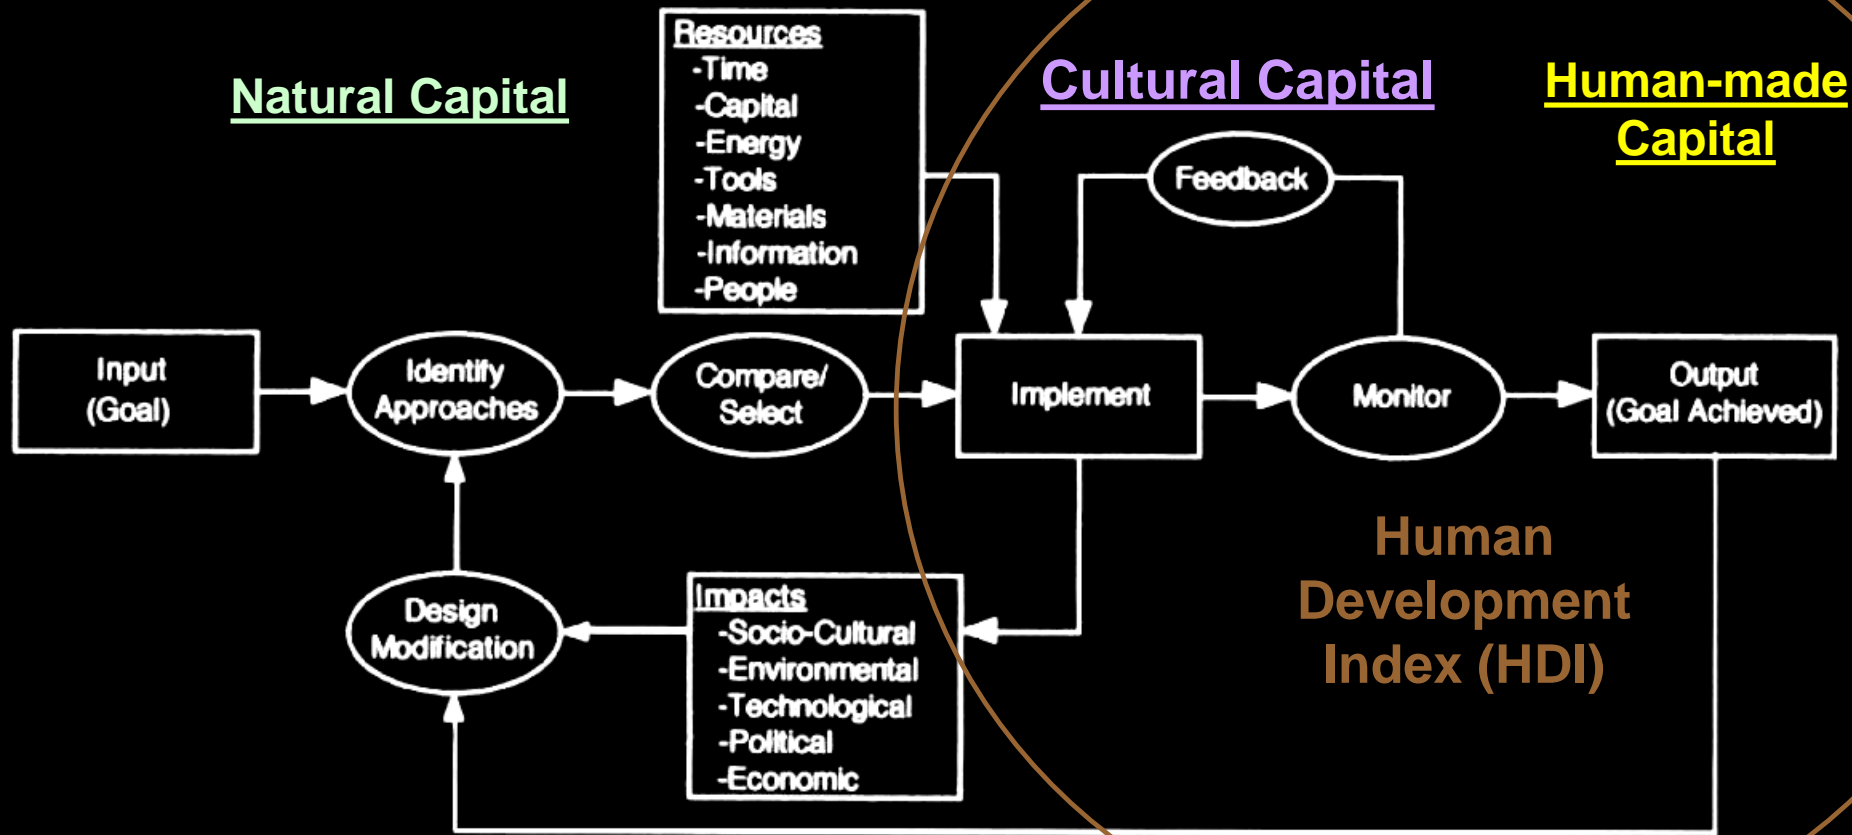 Natural Capital
Resources
-Time
-Capital
-Energy
-Tools
-Materials
-Information
-People
Cultural Capital
Human-made
Capital
Feedback
Input
(Goal)
Identify
Approaches
Compare/
Select
Implement
Monitor
Output
(Goal Achieved)
Design
Modification
Impacts
-Socio-Cultural
-Environmental
-Technological
-Political
-Economic
Human
Development
Index (HDI)